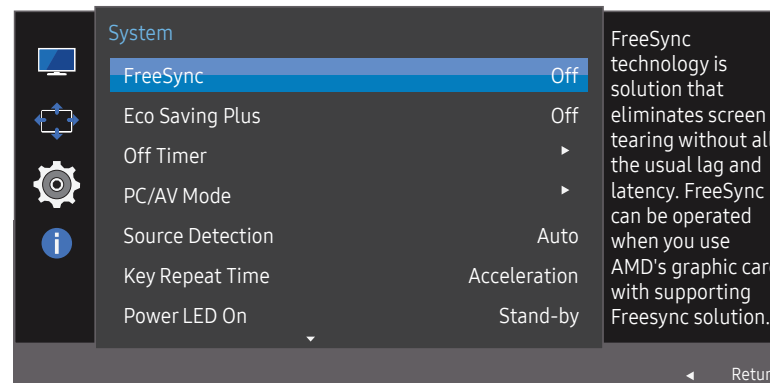 System
FreeSync Off
Eco Saving Plus Off
Off Timer
PC/AV Mode
Source Detection Auto
Key Repeat Time Acceleration
Power LED On Stand-by
FreeSync
technology is
solution that
eliminates screen
tearing without all
the usual lag and
latency. FreeSync
can be operated
when you use
AMD's graphic car
with supporting
Freesync solution.
Retur